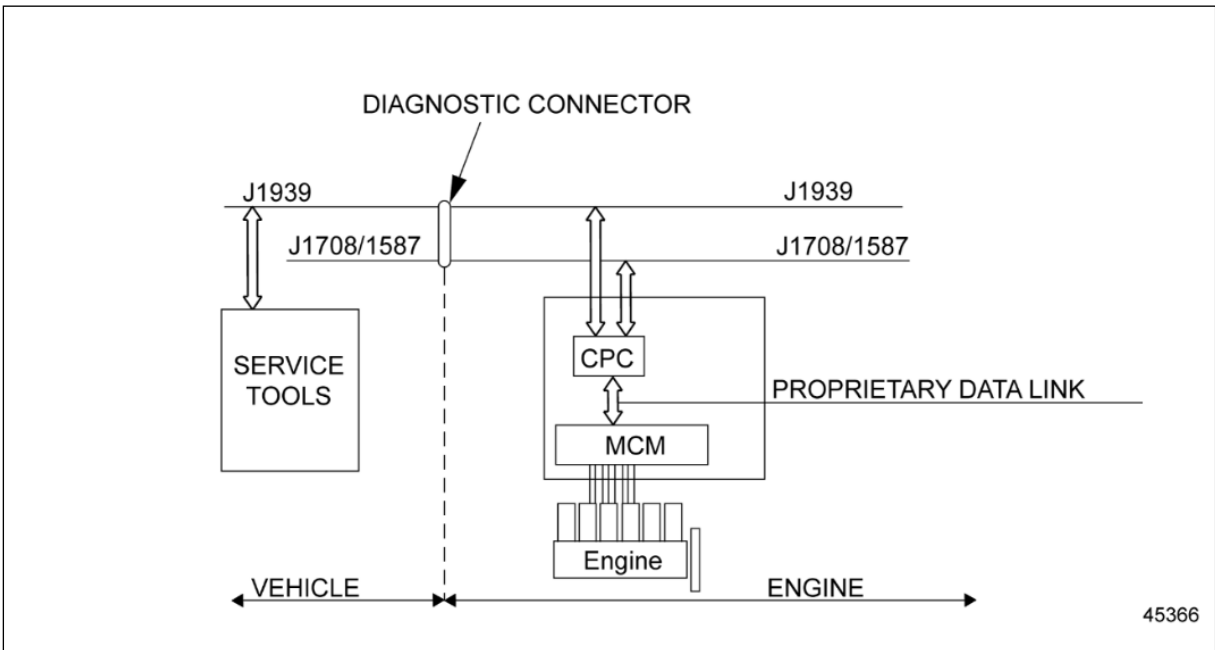 DIAGNOSTIC CONNECTOR
J1939
J1939
J1708/1587
J1708/1587
SERVICE
TOOLS
CPC
PROPRIETARY DATA LINK
MCM
Engine
VEHICLE
ENGINE
45366